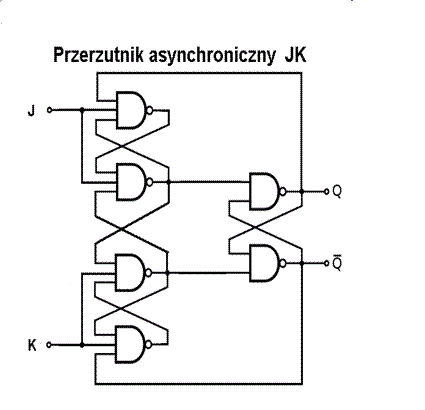 Przerzutnik asynchroniczny JK
J
Q
Q̅
K